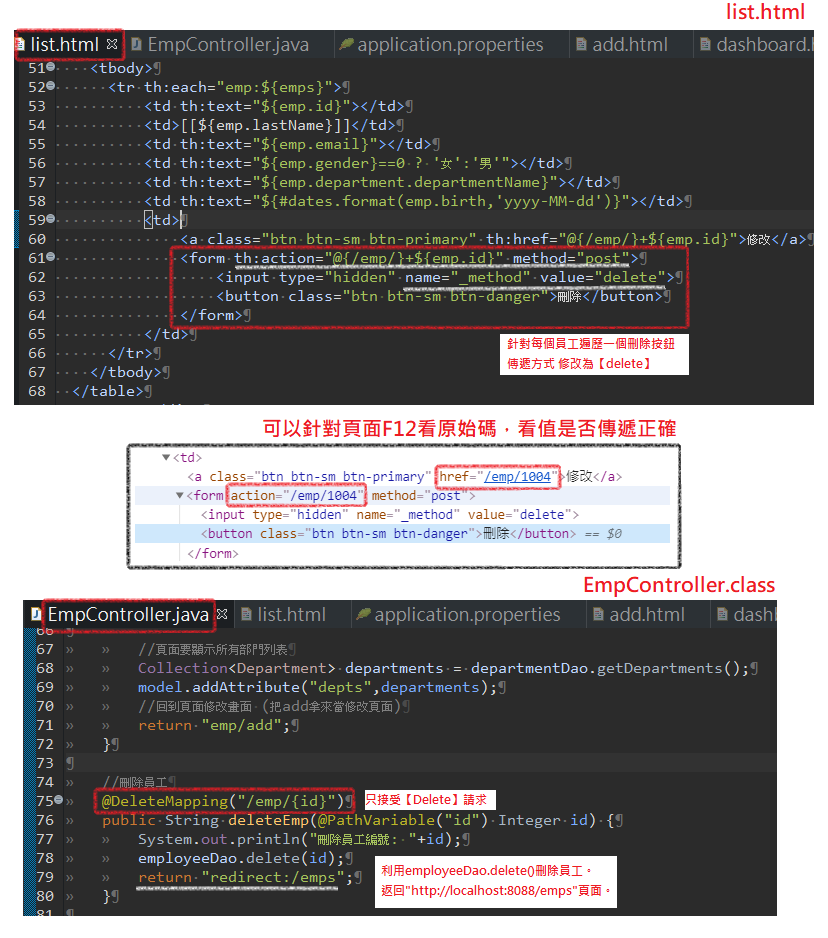 list.html
list.html EmpController.java application.properties add.html dashboard.h
51 <tbody>
52 <tr th:each="emp:${emps}">
53 <td th:text="${emp.id}"></td>
54 <td>[[${emp.lastName}]]</td>
55 <td th:text="${emp.email}"></td>
56 <td th:text="${emp.gender}==0 ? '女':'男'"></td>
57 <td th:text="${emp.department.departmentName}"></td>
58 <td th:text="${#dates.format(emp.birth,'yyyy-MM-dd')}"></td>
59 <td>
60 <a class="btn btn-sm btn-primary" th:href="@{/emp/}+${emp.id}">修改</a>
61 <form th:action="@{/emp/}+${emp.id}" method="post">
62 <input type="hidden" name="_method" value="delete">
63 <button class="btn btn-sm btn-danger">刪除</button>
64 </form>
65 </td>
66 </tr>
67 </tbody>
68 </table>
針對每個員工遍歷一個刪除按鈕
傳遞方式 修改為【delete】
可以針對頁面F12看原始碼，看值是否傳遞正確
<td>
<a class="btn btn-sm btn-primary" href="/emp/1004">修改</a>
<form action="/emp/1004" method="post">
<input type="hidden" name="_method" value="delete">
<button class="btn btn-sm btn-danger">刪除</button> == $0
</form>
EmpController.class
EmpController.java list.html application.properties add.html dash
66
67 //頁面要顯示所有部門列表
68 Collection<Department> departments = departmentDao.getDepartments();
69 model.addAttribute("depts",departments);
70 //回到頁面修改畫面 (把add拿來當修改頁面)
71 return "emp/add";
72 }
73
74 //刪除員工
75 @DeleteMapping("/emp/{id}")
只接受【Delete】請求
76 public String deleteEmp(@PathVariable("id") Integer id) {
77 System.out.println("刪除員工編號: "+id);
78 employeeDao.delete(id);
79 return "redirect:/emps";
80 }
81
利用employeeDao.delete()刪除員工。
返回"http://localhost:8088/emps"頁面。